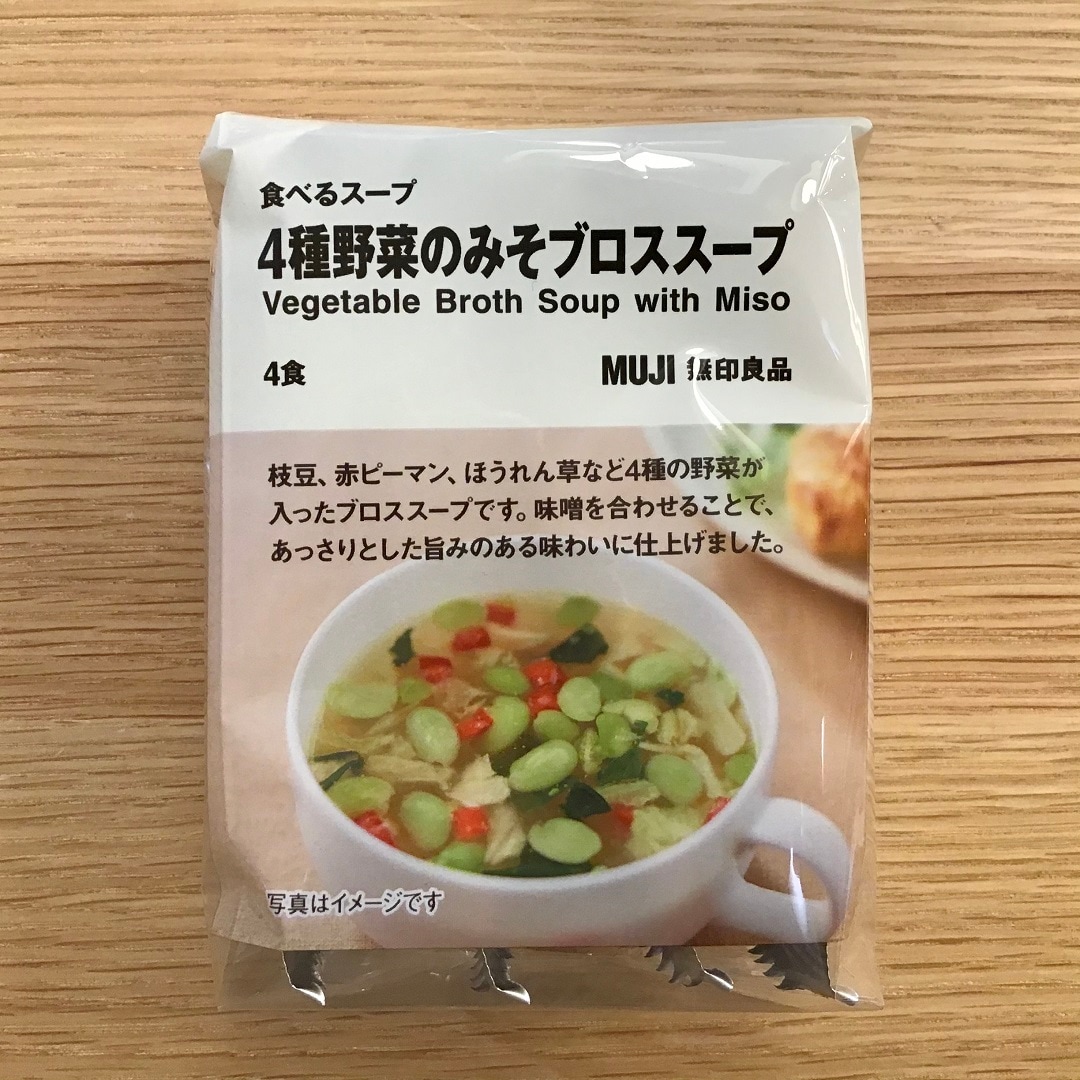 食べるスープ
4種野菜のみそブロススープ
Vegetable Broth Soup with Miso
4食
MUJI 無印良品
枝豆、赤ピーマン、ほうれん草など4種の野菜が
入ったブロススープです。味噌を合わせることで、
あっさりとした旨みのある味わいに仕上げました。
写真はイメージです